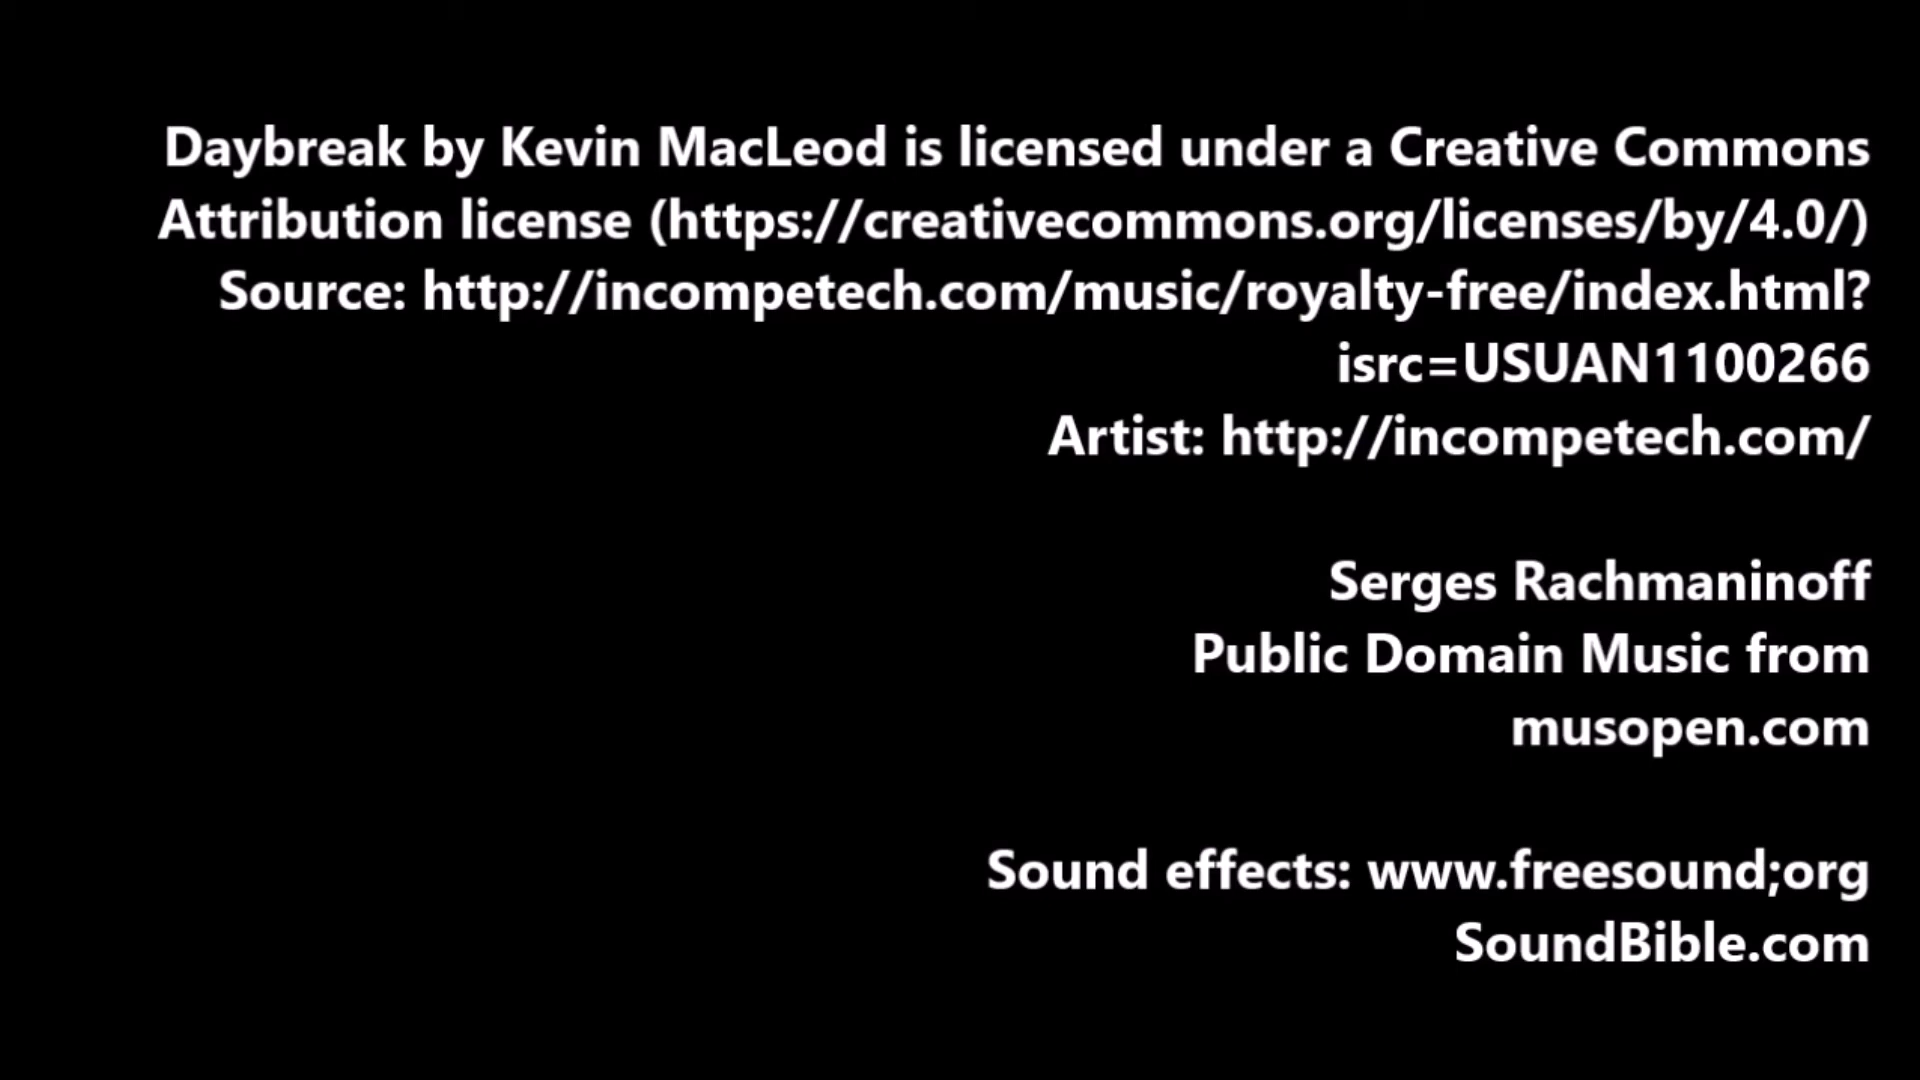 Daybreak by Kevin MacLeod is licensed under a Creative Commons
Attribution license (https://creativecommons.org/licenses/by/4.0/)
Source: http://incompetech.com/music/royalty-free/index.html?
isrc=USUAN1100266
Artist: http://incompetech.com/
Serges Rachmaninoff
Public Domain Music from
musopen.com
Sound effects: www.freesound;org
SoundBible.com